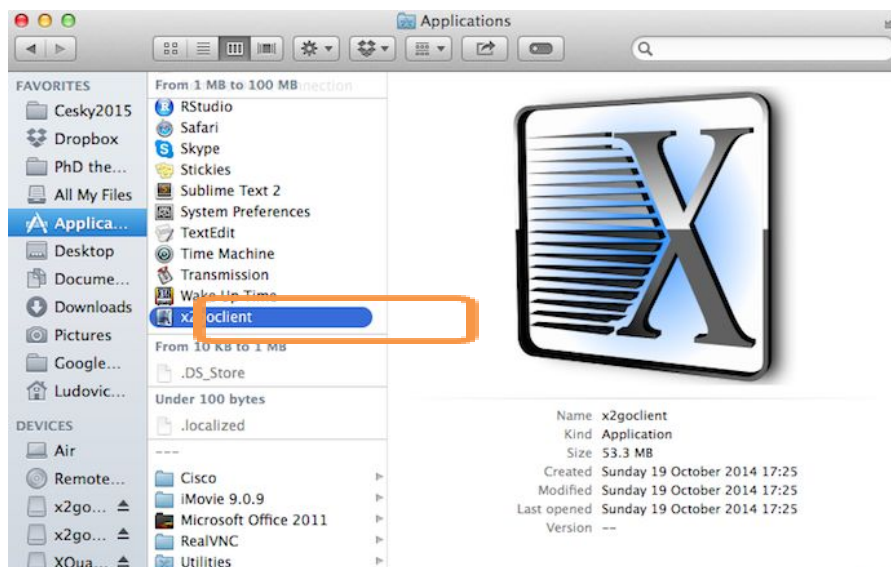 Applications
FAVORITES
Cesky2015
Dropbox
PhD the...
All My Files
Applica...
Desktop
Docume...
Downloads
Pictures
Google...
Ludovic...
DEVICES
Air
Remote...
x2go...
x2go...
XQua...
From 1 MB to 100 MB
RStudio
Safari
Skype
Stickies
Sublime Text 2
System Preferences
TextEdit
Time Machine
Transmission
Wake Up Time
x2goclient
From 10 KB to 1 MB
.DS_Store
Under 100 bytes
.localized
---
Cisco
iMovie 9.0.9
Microsoft Office 2011
RealVNC
Utilities
X
Name x2goclient
Kind Application
Size 53.3 MB
Created Sunday 19 October 2014 17:25
Modified Sunday 19 October 2014 17:25
Last opened Sunday 19 October 2014 17:25
Version --